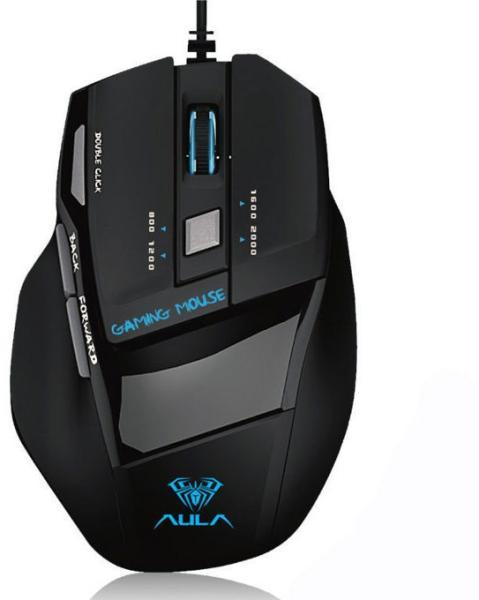 DOUBLE CLICK
800 1200
1600 2000
BACK
FORWARD
GAMING MOUSE
AULA